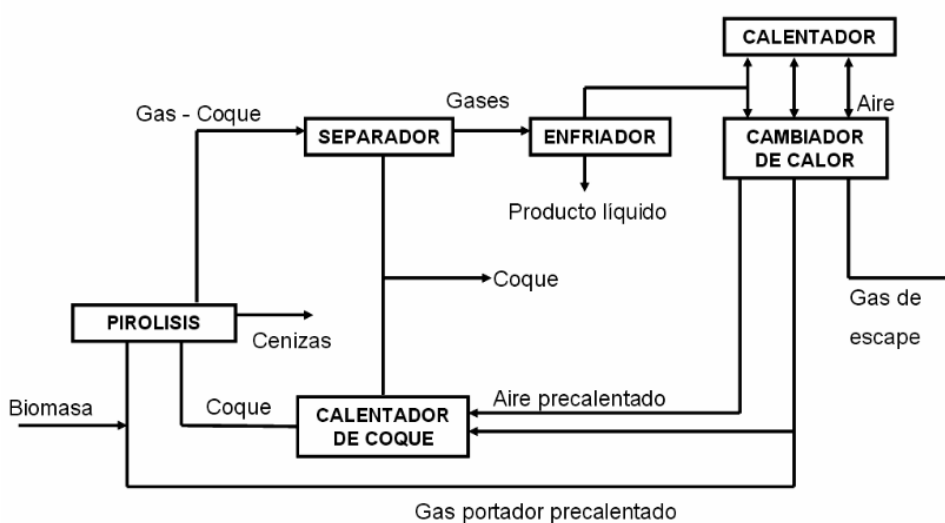 CALENTADOR
Gas - Coque
Gases
Aire
SEPARADOR
ENFRIADOR
CAMBIADOR
DE CALOR
Producto líquido
Coque
PIROLISIS
Cenizas
Gas de
escape
Biomasa
Coque
CALENTADOR
DE COQUE
Aire precalentado
Gas portador precalentado